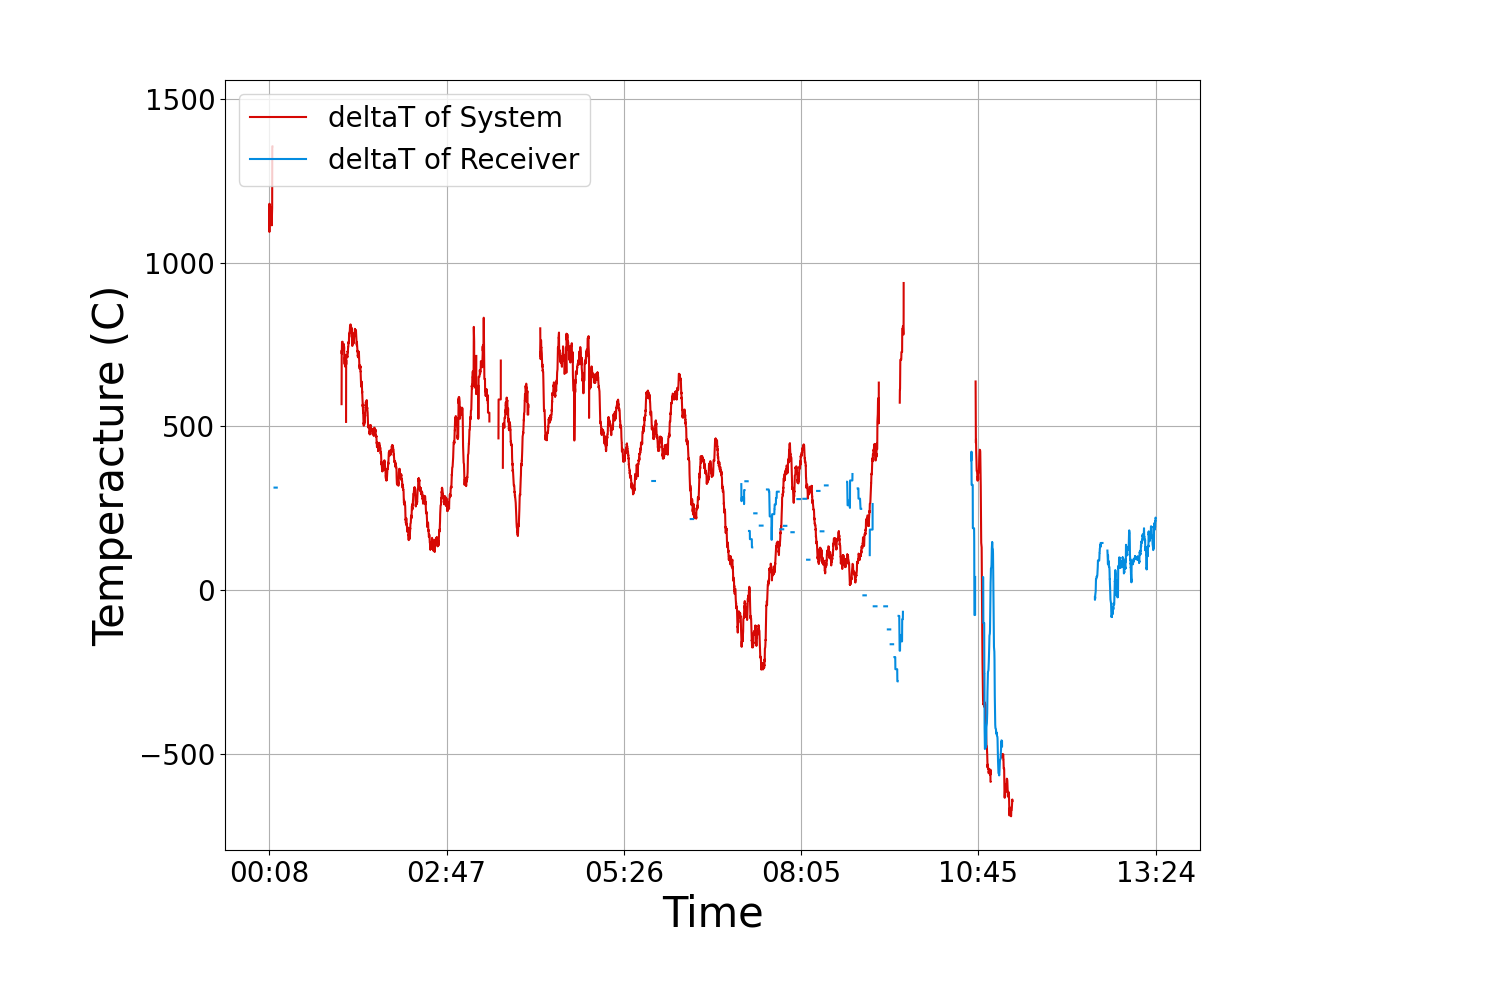 1500
1000
500
0
−500
Temperacture (C)
deltaT of System
deltaT of Receiver
00:08 02:47 05:26 08:05 10:45 13:24
Time